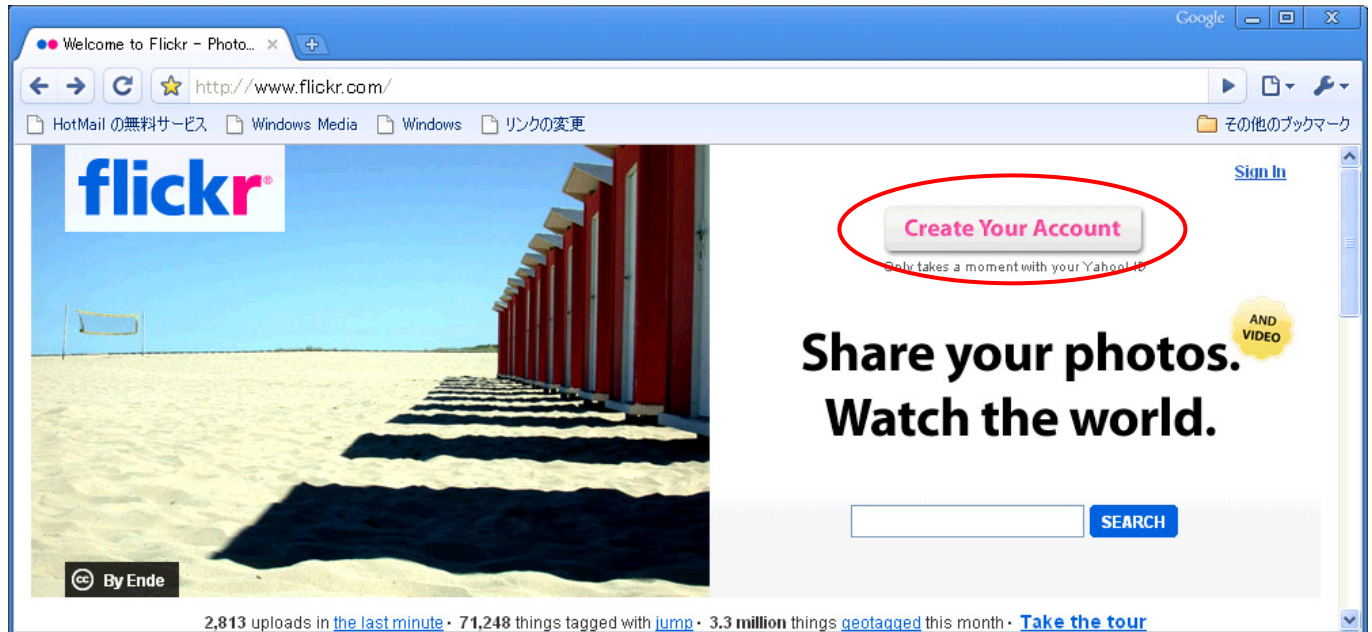 Google
Welcome to Flickr - Photo...
http://www.flickr.com/
HotMail の無料サービス Windows Media Windows リンクの変更 その他のブックマーク
flickr®
Sign In
Create Your Account
Only takes a moment with your Yahoo! ID
AND
VIDEO
Share your photos.
Watch the world.
SEARCH
cc By Ende
2,813 uploads in the last minute · 71,248 things tagged with jump · 3.3 million things geotagged this month · Take the tour